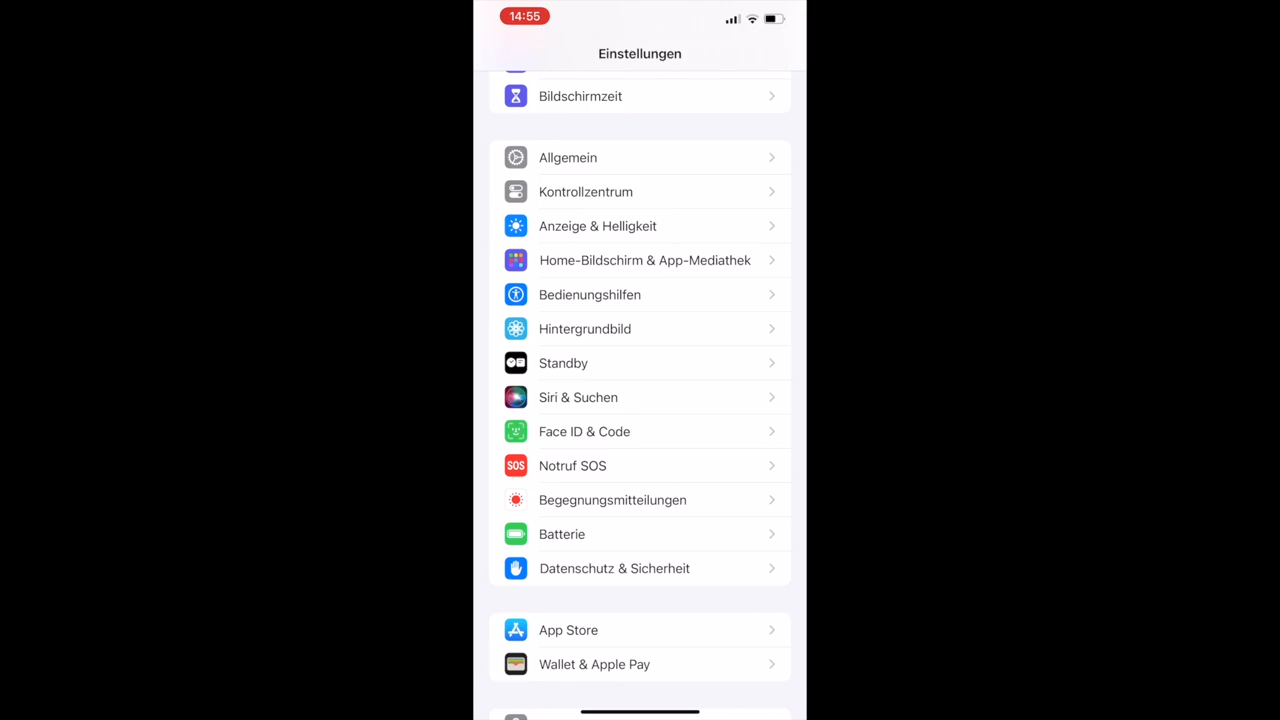 14:55
Einstellungen
Bildschirmzeit
Allgemein
Kontrollzentrum
Anzeige & Helligkeit
Home-Bildschirm & App-Mediathek
Bedienungshilfen
Hintergrundbild
Standby
Siri & Suchen
Face ID & Code
SOS Notruf SOS
Begegnungsmitteilungen
Batterie
Datenschutz & Sicherheit
App Store
Wallet & Apple Pay